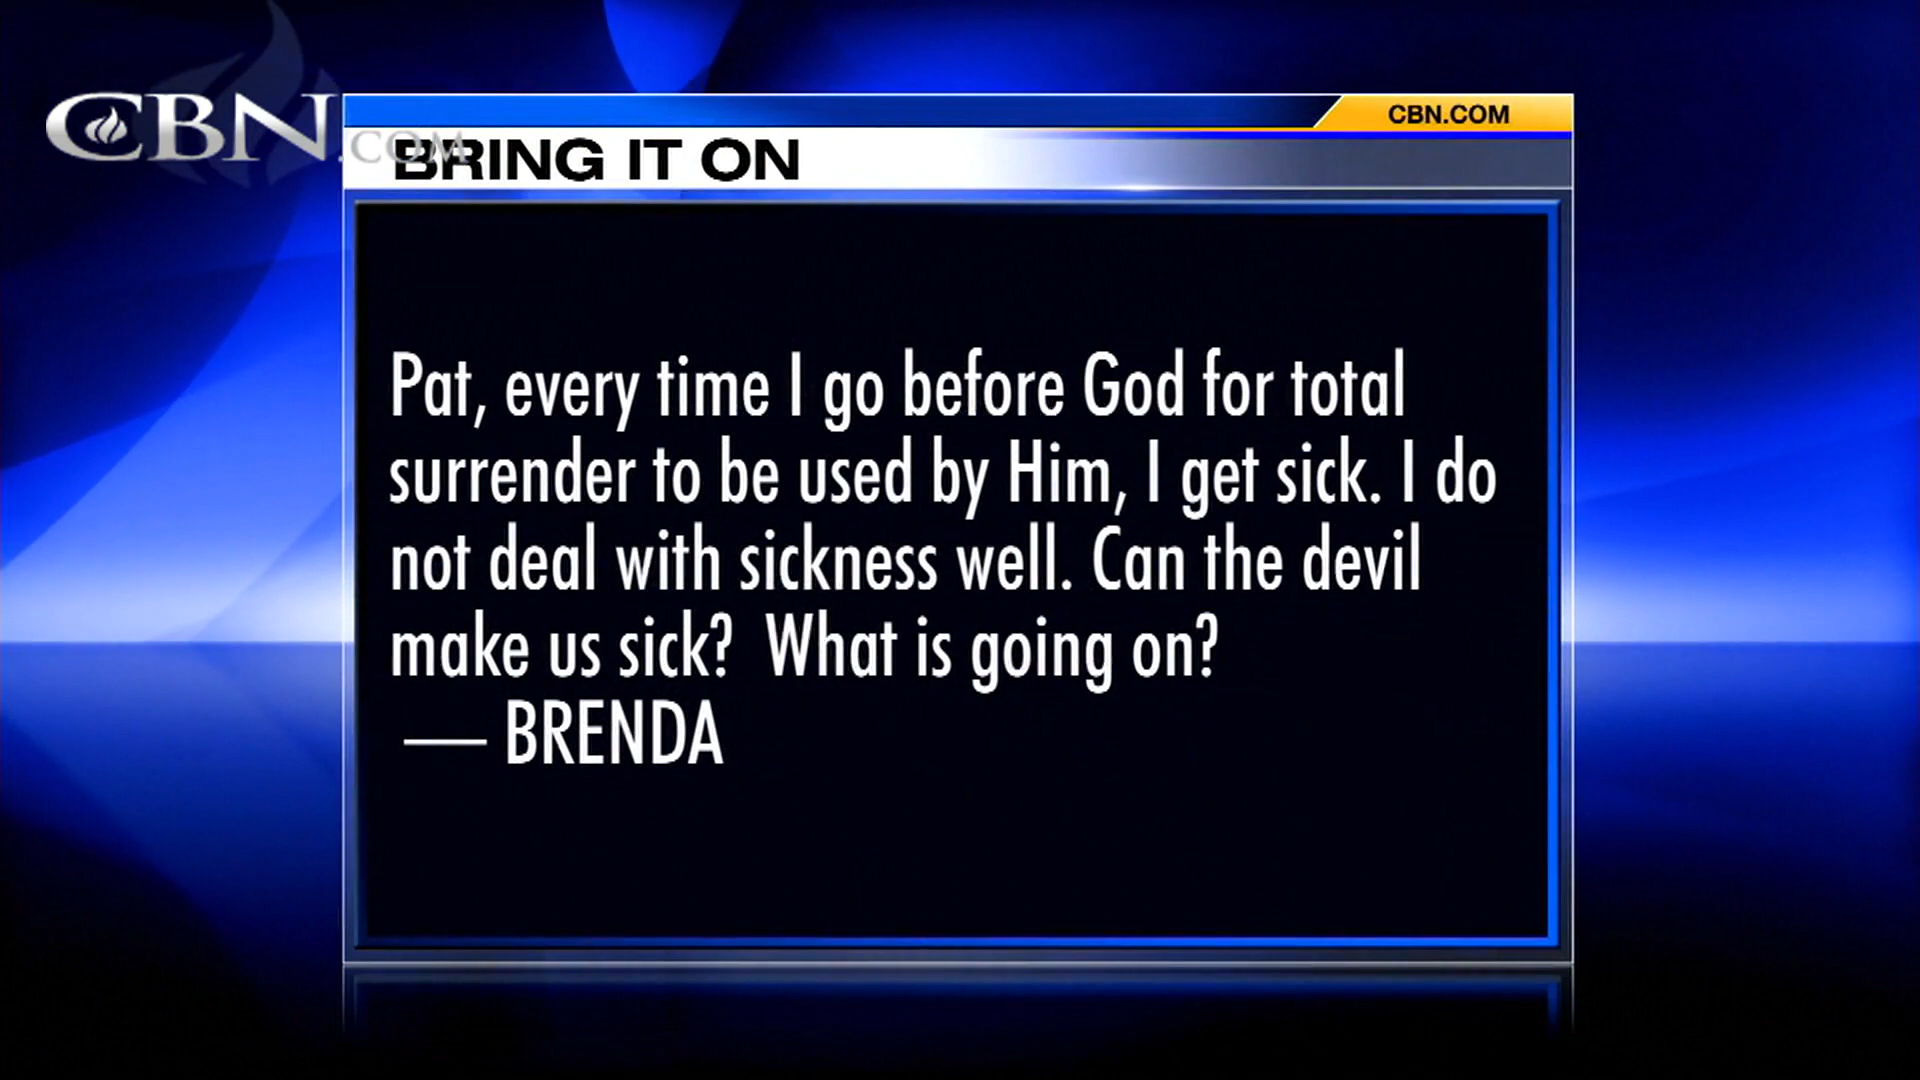 CBN.COM
CBN.COM
BRING IT ON
Pat, every time I go before God for total
surrender to be used by Him, I get sick. I do
not deal with sickness well. Can the devil
make us sick?  What is going on?
— BRENDA